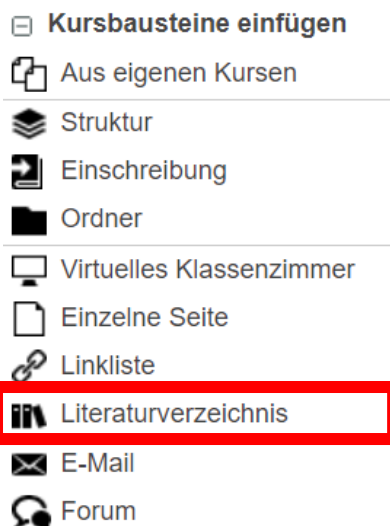 Kursbausteine einfügen
Aus eigenen Kursen
Struktur
Einschreibung
Ordner
Virtuelles Klassenzimmer
Einzelne Seite
Linkliste
Literaturverzeichnis
E-Mail
Forum